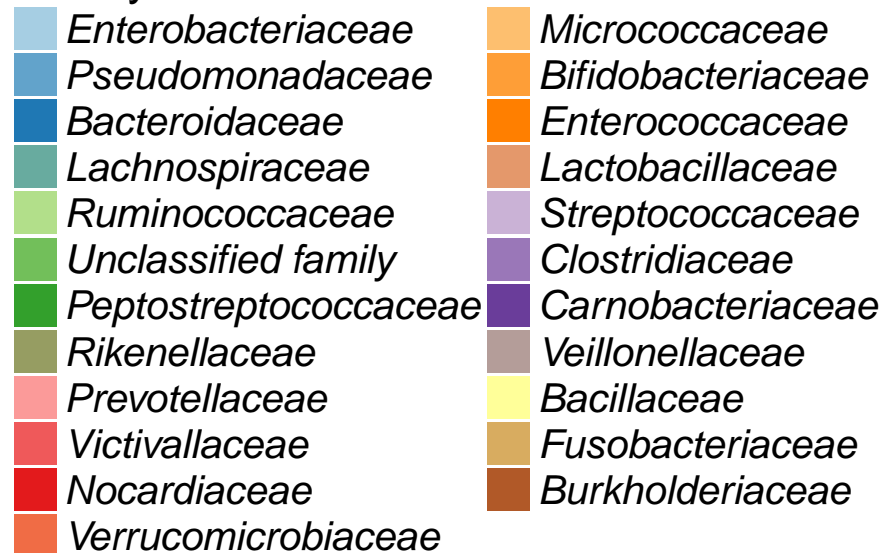 Enterobacteriaceae
Pseudomonadaceae
Bacteroidaceae
Lachnospiraceae
Ruminococcaceae
Unclassified family
Peptostreptococcaceae
Rikenellaceae
Prevotellaceae
Victivallaceae
Nocardiaceae
Verrucomicrobiaceae
Micrococcaceae
Bifidobacteriaceae
Enterococcaceae
Lactobacillaceae
Streptococcaceae
Clostridiaceae
Carnobacteriaceae
Veillonellaceae
Bacillaceae
Fusobacteriaceae
Burkholderiaceae